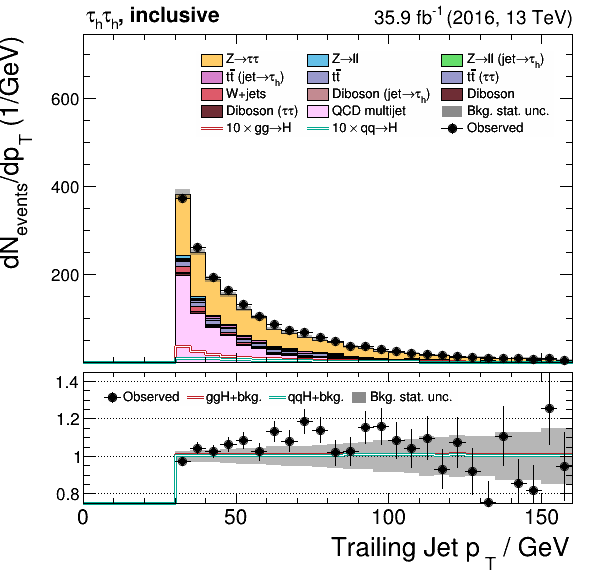 τhτh, inclusive 35.9 fb-1 (2016, 13 TeV)
dNevents/dpT (1/GeV)
Z→ττ Z→ll Z→ll (jet→τh)
tt̄ (jet→τh) tt̄ tt̄ (ττ)
W+jets Diboson (jet→τh) Diboson
Diboson (ττ) QCD multijet Bkg. stat. unc.
10 × gg→H 10 × qq→H Observed
600
400
200
1.4
Observed ggH+bkg. qqH+bkg. Bkg. stat. unc.
1.2
1.0
0.8
0 50 100 150
Trailing Jet pT / GeV